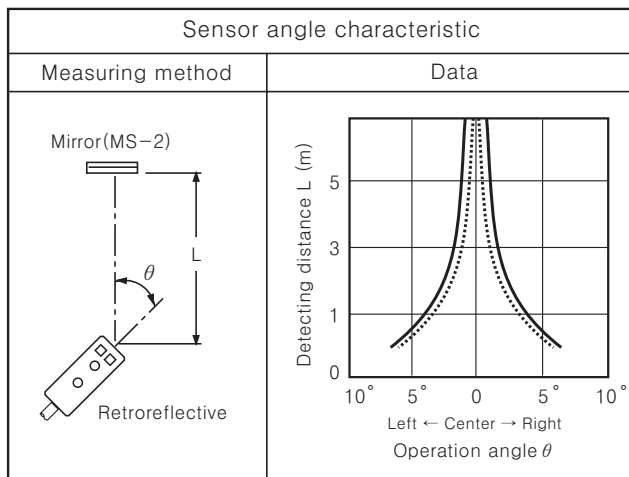 Sensor angle characteristic
Measuring method
Data
Mirror(MS-2)
L
θ
Retroreflective
Detecting distance L (m)
5
3
1
0
10° 5° 0 5° 10°
Left ← Center → Right
Operation angle θ